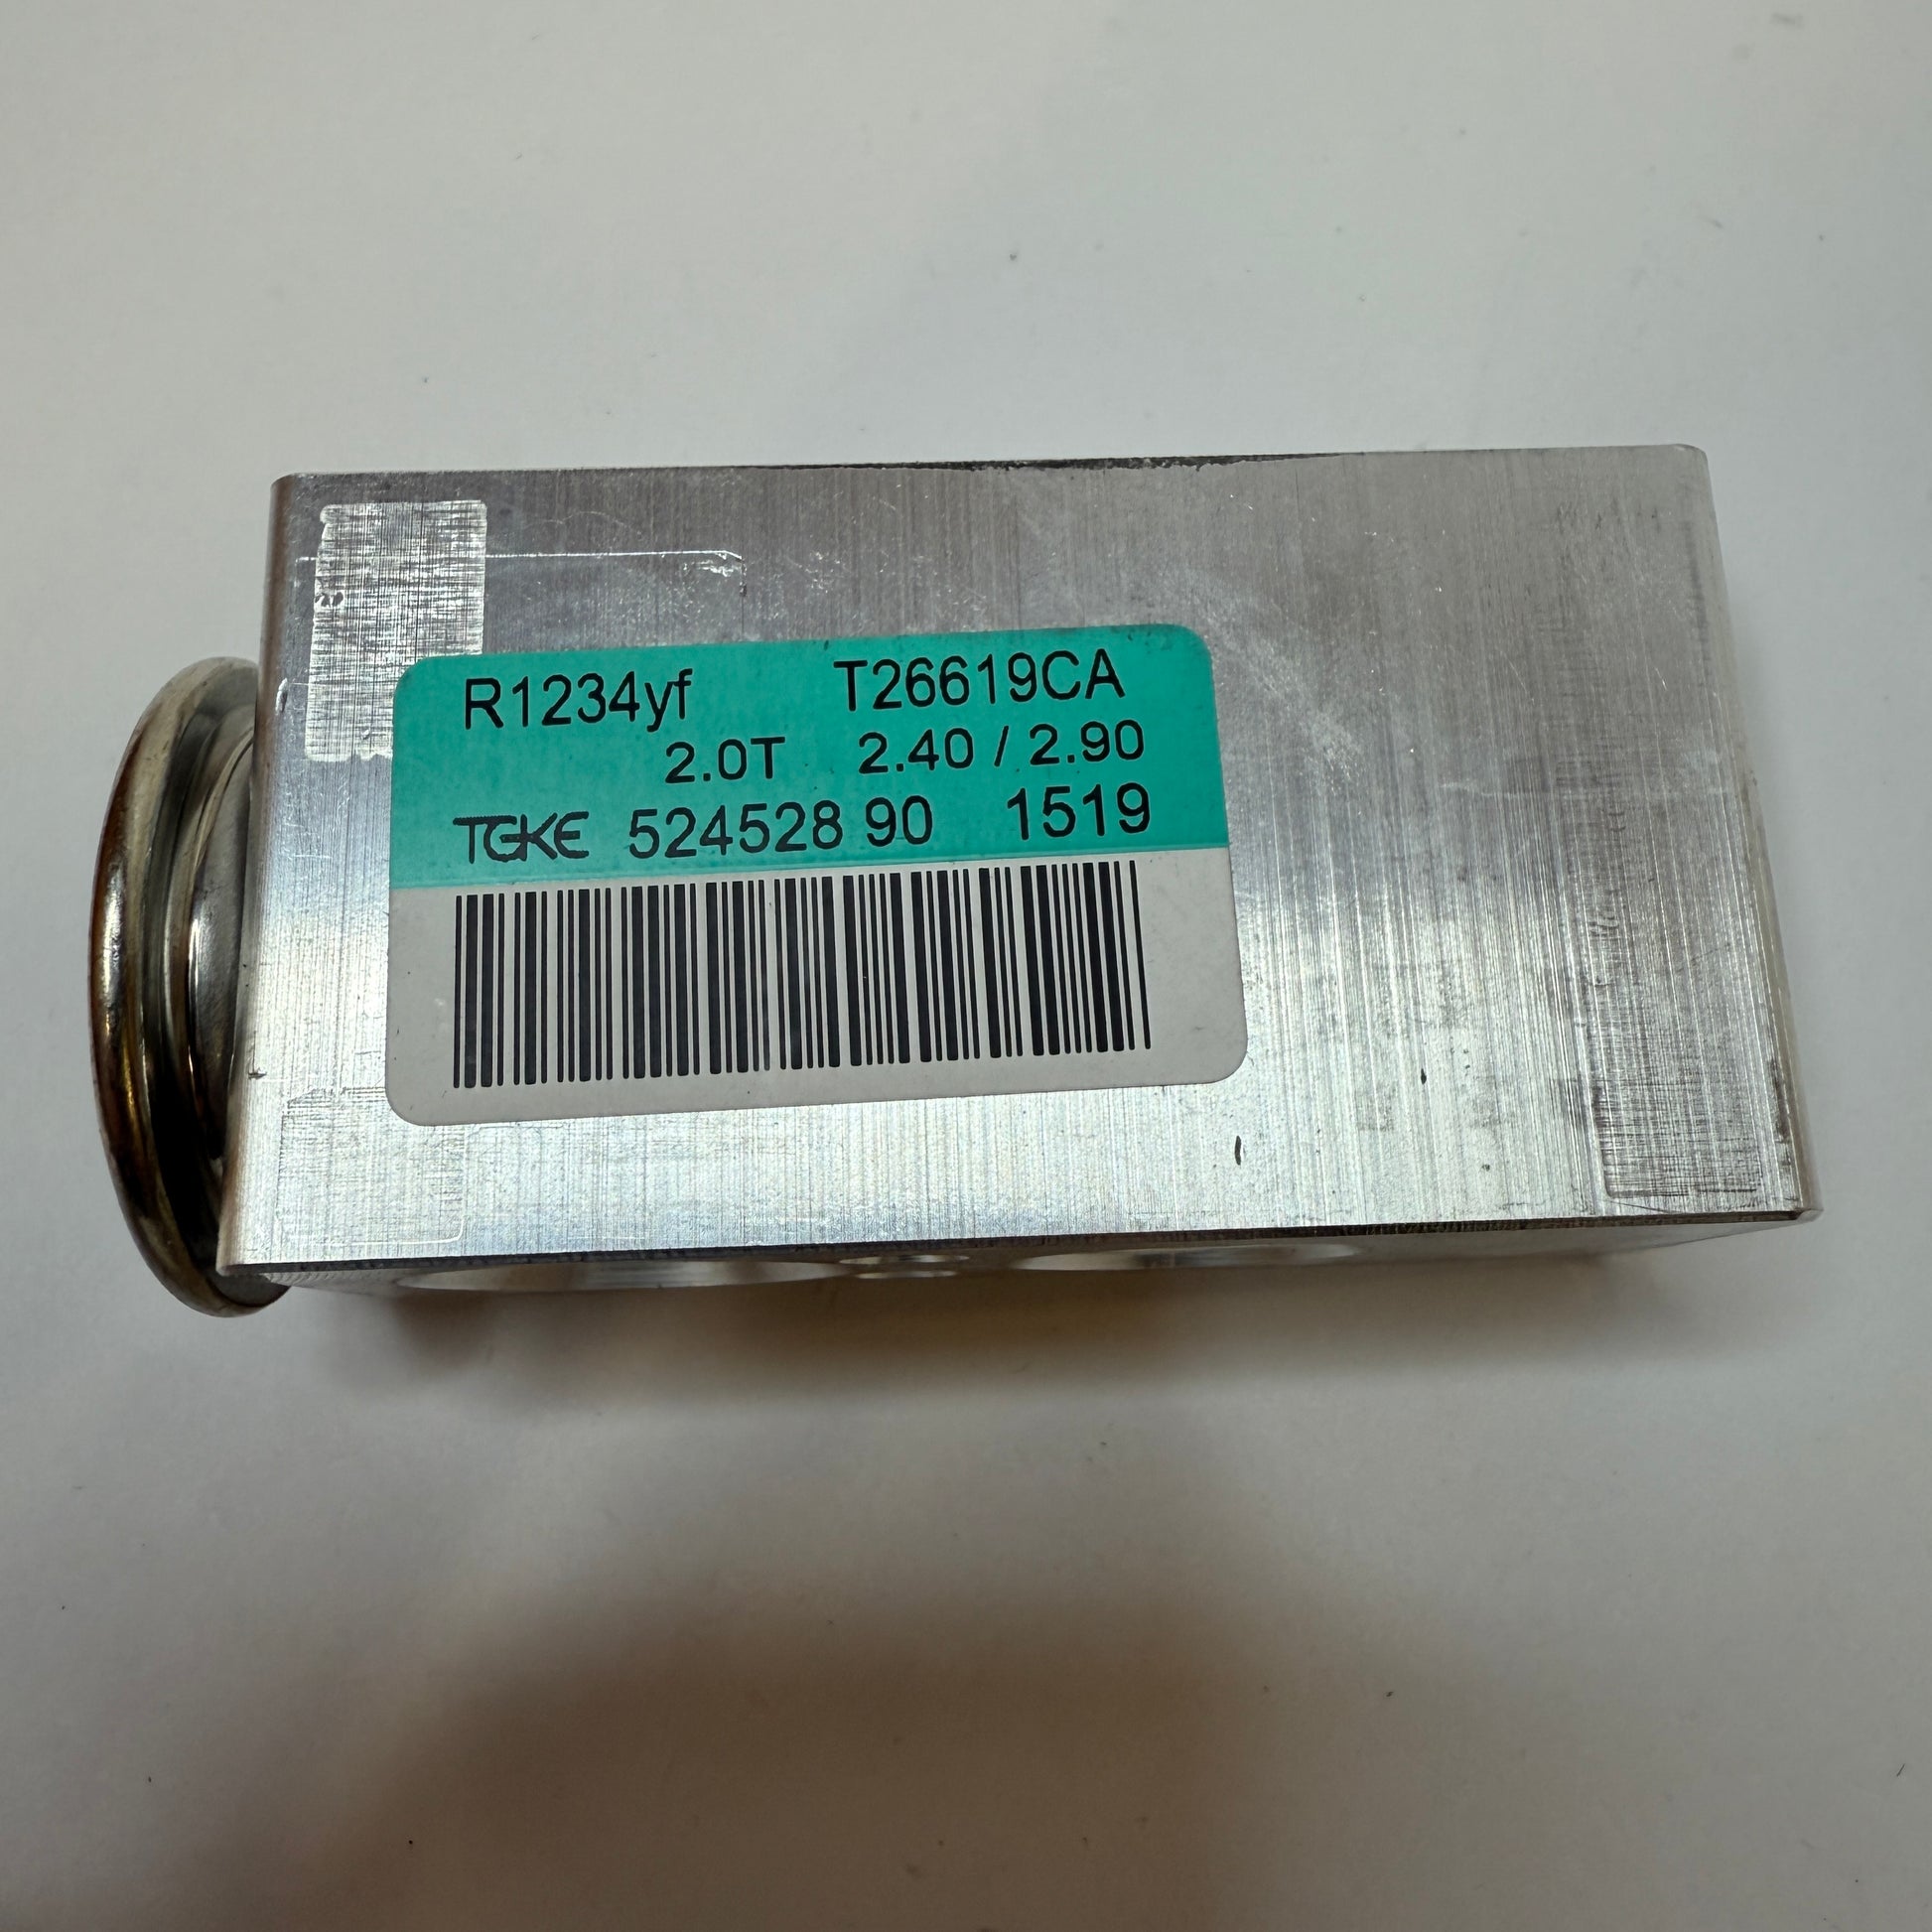 R1234yf T26619CA
2.0T 2.40 / 2.90
TGKE 524528 90 1519